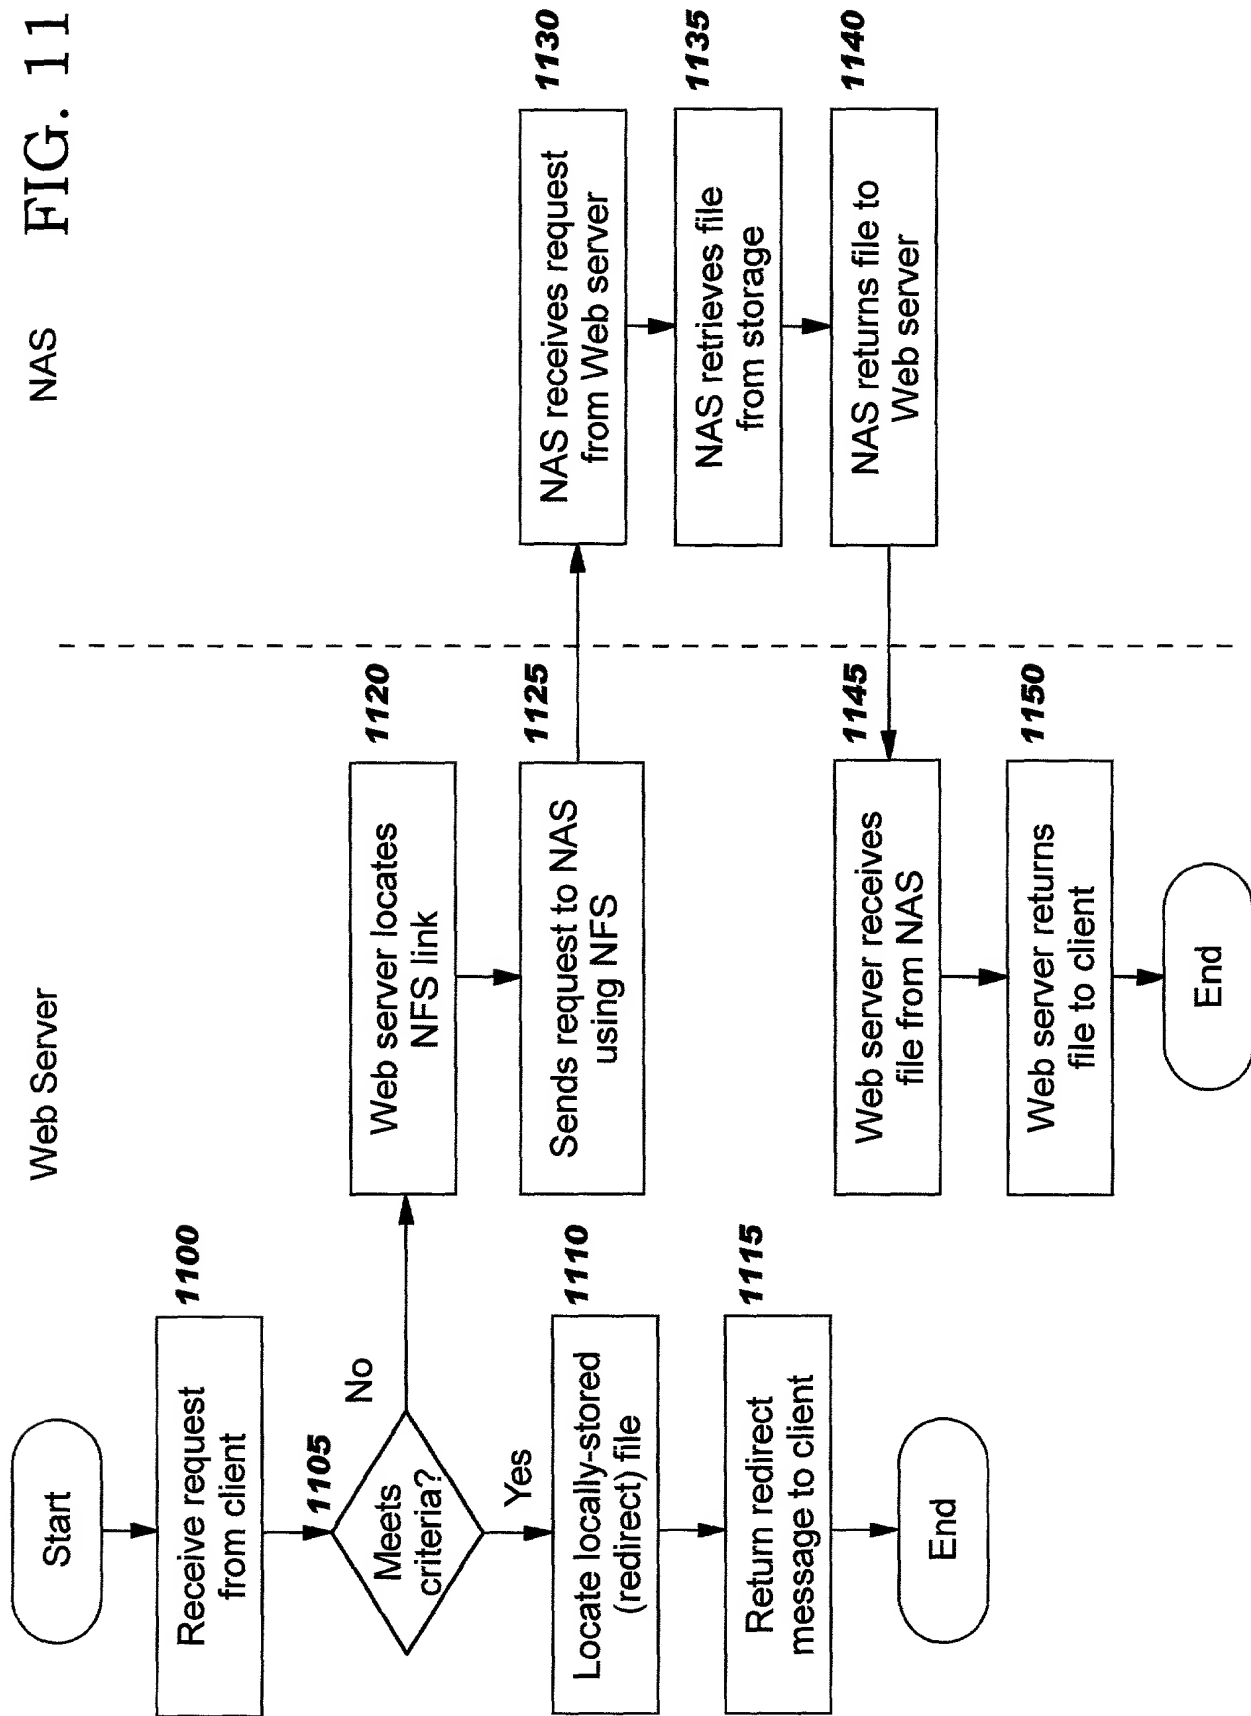 FIG. 11
Web Server
NAS
Start
1100
Receive request
from client
1105
Meets
criteria?
No
Yes
1110
Locate locally-stored
(redirect) file
1115
Return redirect
message to client
End
1120
Web server locates
NFS link
1125
Sends request to NAS
using NFS
1130
NAS receives request
from Web server
1135
NAS retrieves file
from storage
1140
NAS returns file to
Web server
1145
Web server receives
file from NAS
1150
Web server returns
file to client
End